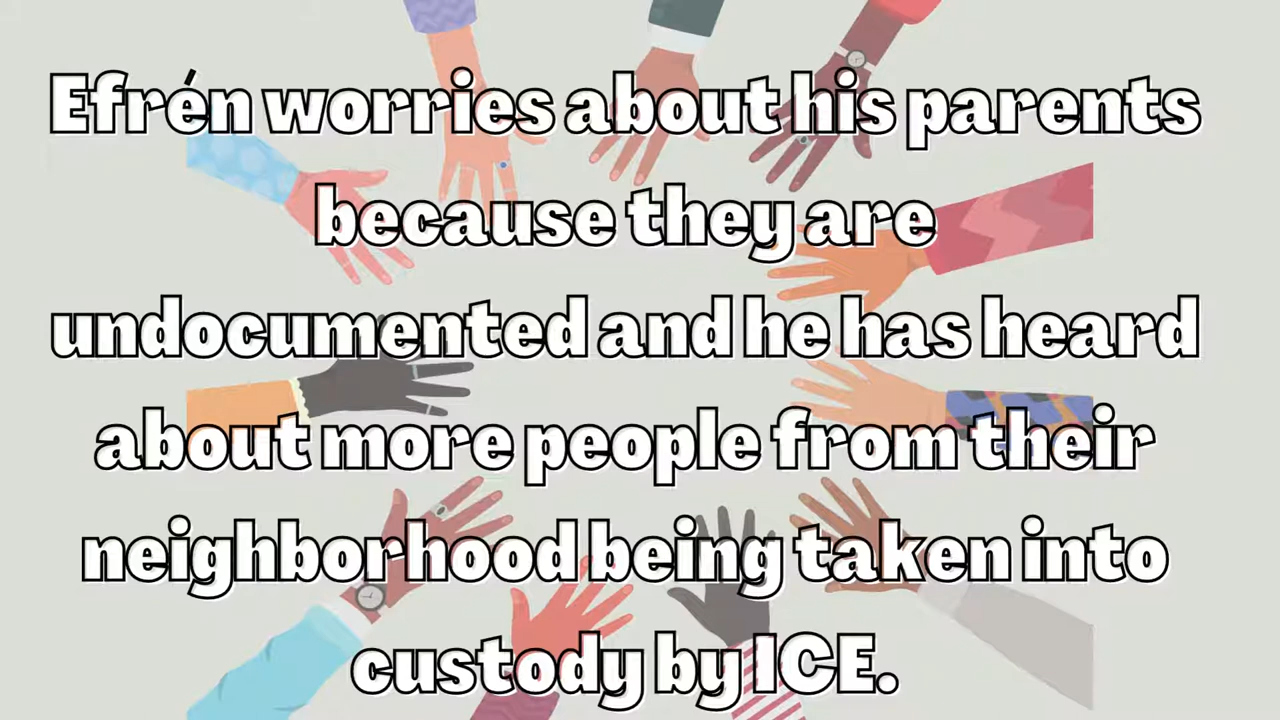 Efrén worries about his parents
because they are
undocumented and he has heard
about more people from their
neighborhood being taken into
custody by ICE.